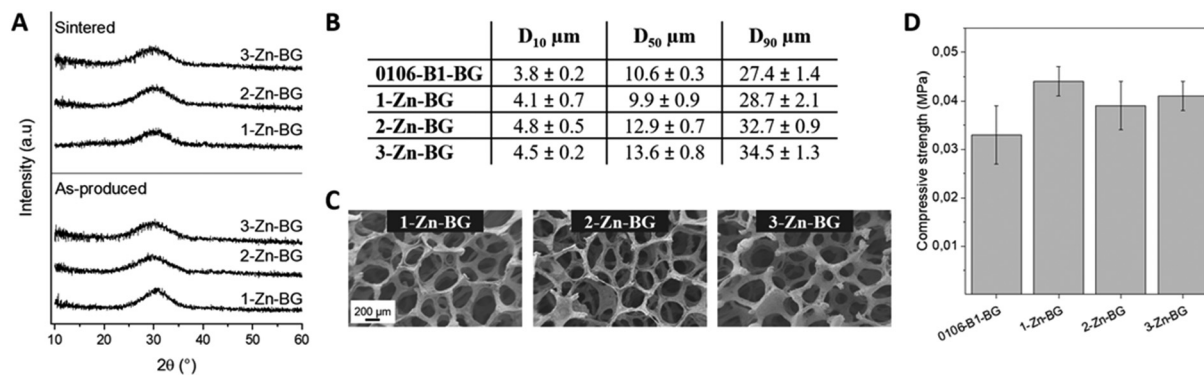 A
Sintered
3-Zn-BG
2-Zn-BG
1-Zn-BG
As-produced
3-Zn-BG
2-Zn-BG
1-Zn-BG
Intensity (a.u)
10 20 30 40 50 60
2θ (°)
B
D10 µm D50 µm D90 µm
0106-B1-BG 3.8 ± 0.2 10.6 ± 0.3 27.4 ± 1.4
1-Zn-BG 4.1 ± 0.7 9.9 ± 0.9 28.7 ± 2.1
2-Zn-BG 4.8 ± 0.5 12.9 ± 0.7 32.7 ± 0.9
3-Zn-BG 4.5 ± 0.2 13.6 ± 0.8 34.5 ± 1.3
C
1-Zn-BG 2-Zn-BG 3-Zn-BG
200 µm
D
0,05
0,04
0,03
0,02
0,01
Compressive strength (MPa)
0106-B1-BG 1-Zn-BG 2-Zn-BG 3-Zn-BG